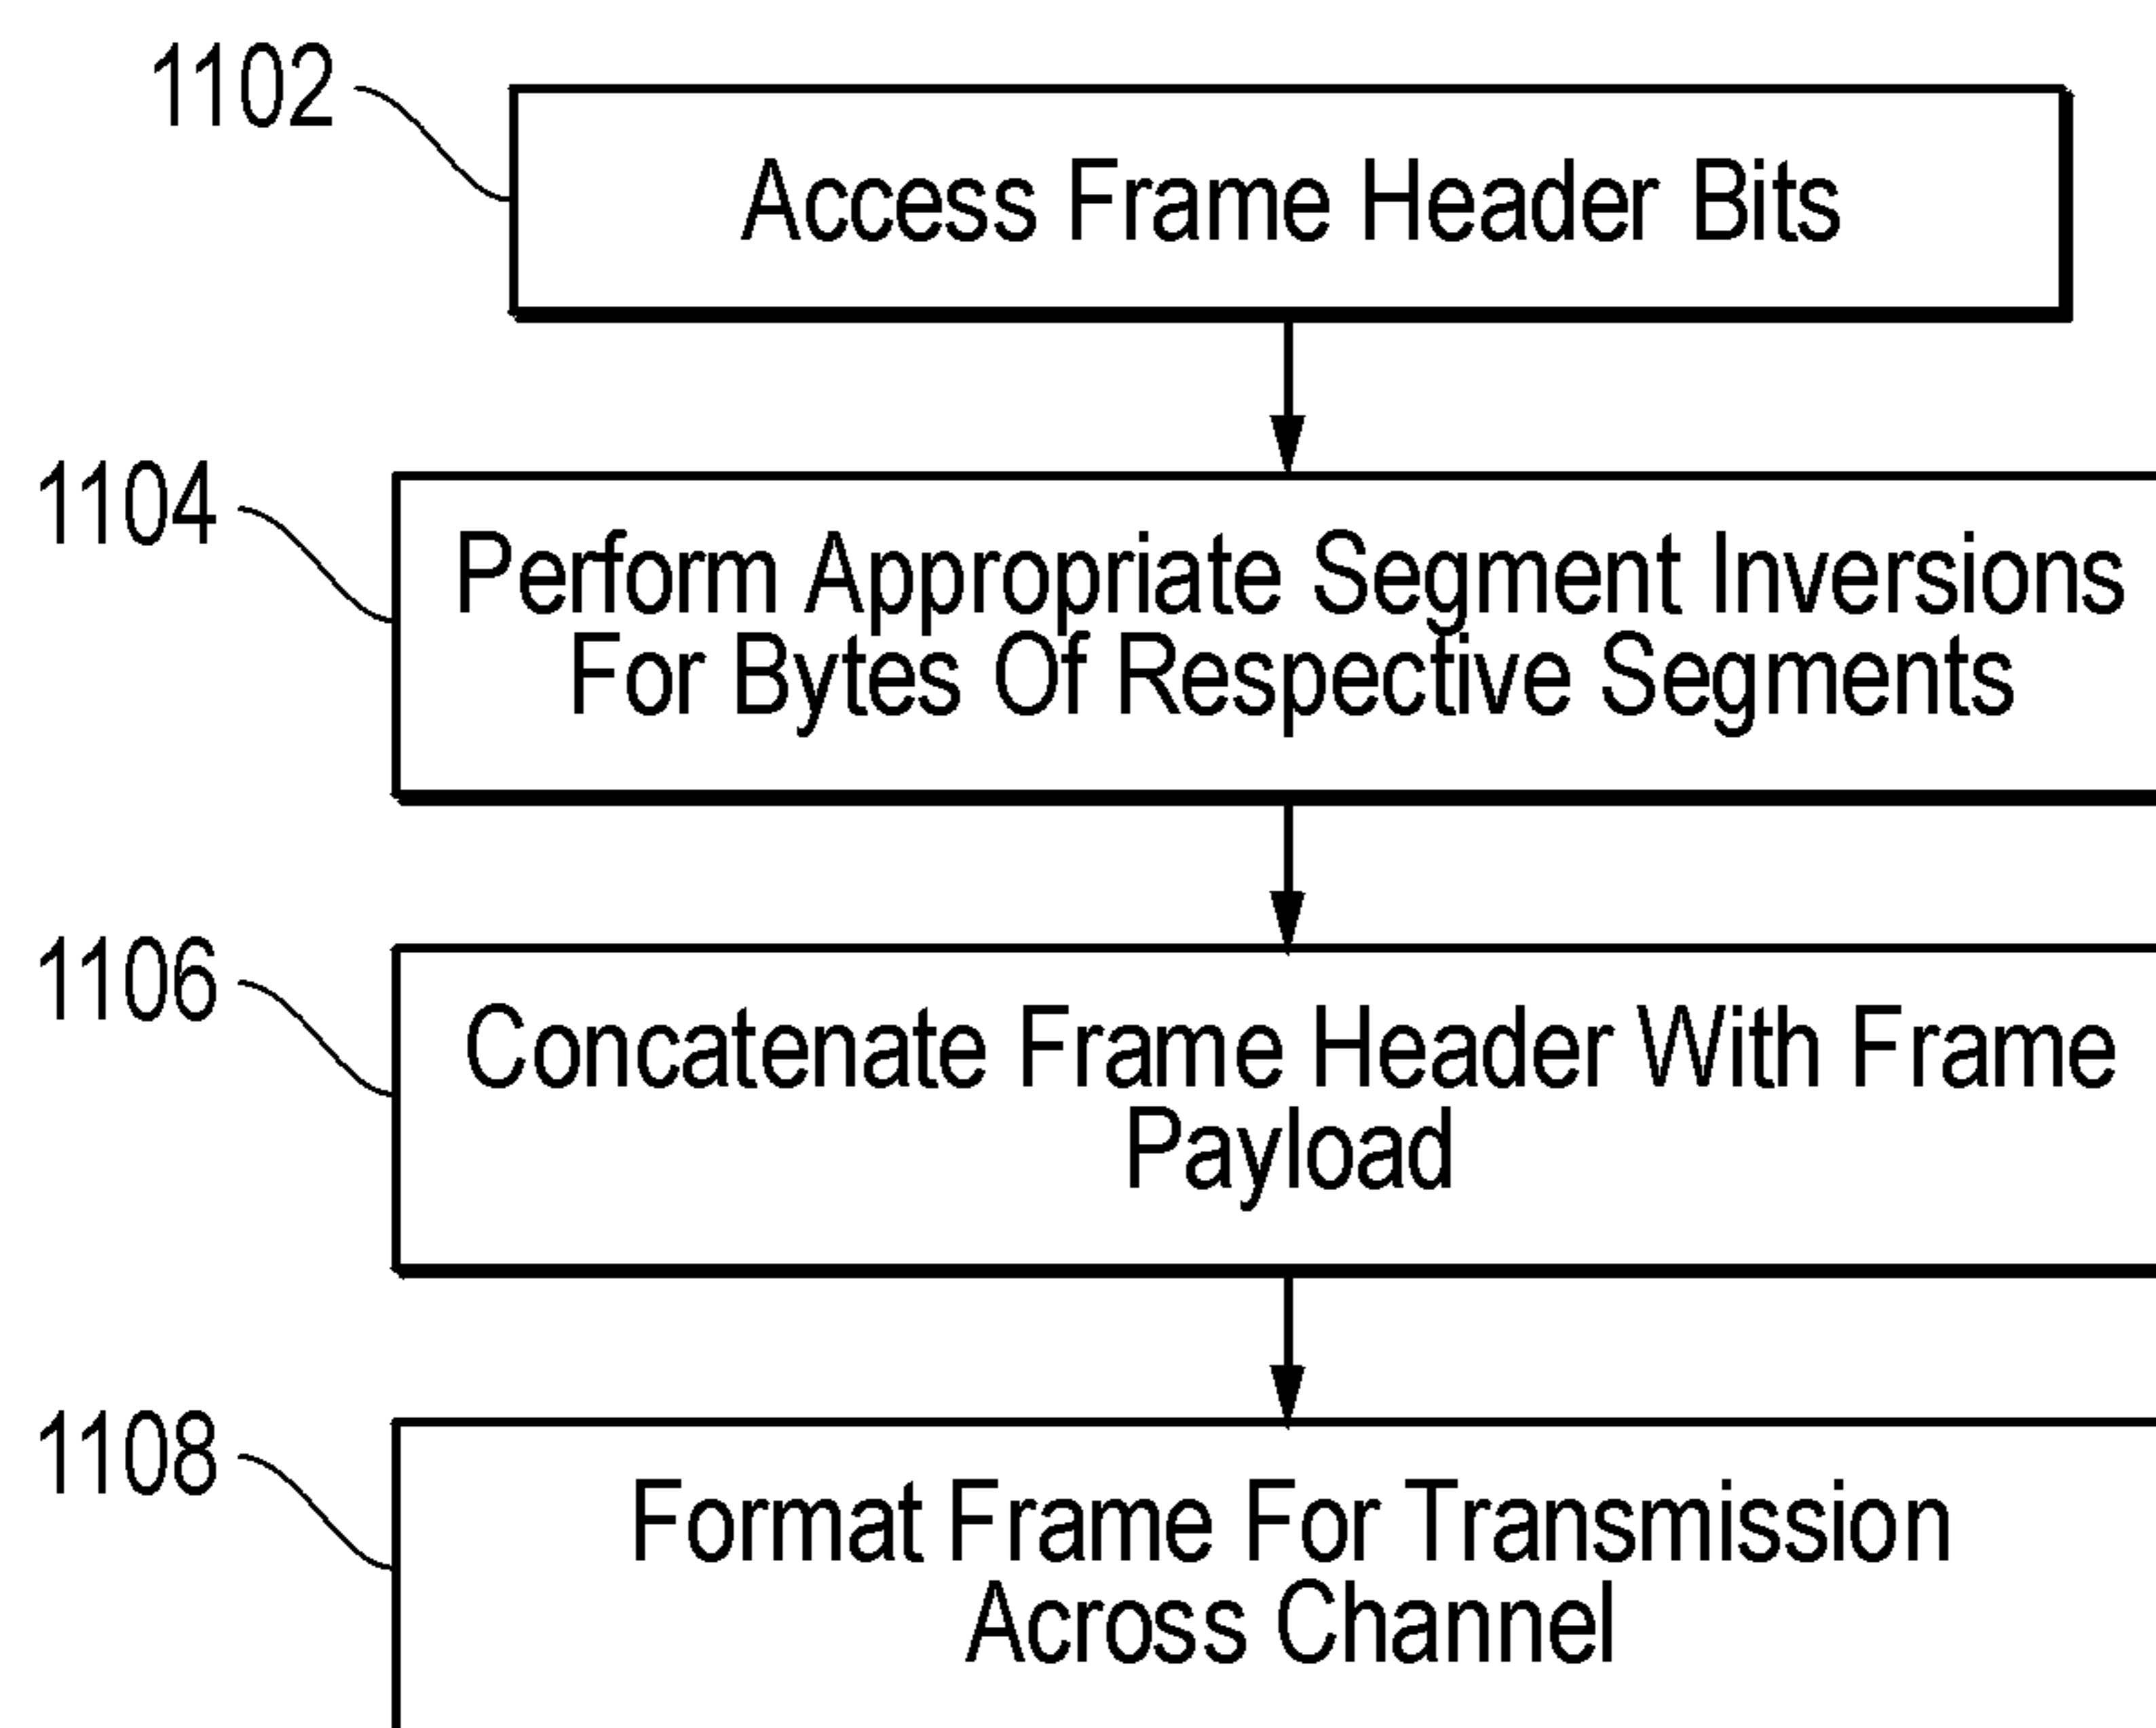 1102
Access Frame Header Bits
1104
Perform Appropriate Segment Inversions
For Bytes Of Respective Segments
1106
Concatenate Frame Header With Frame
Payload
1108
Format Frame For Transmission
Across Channel